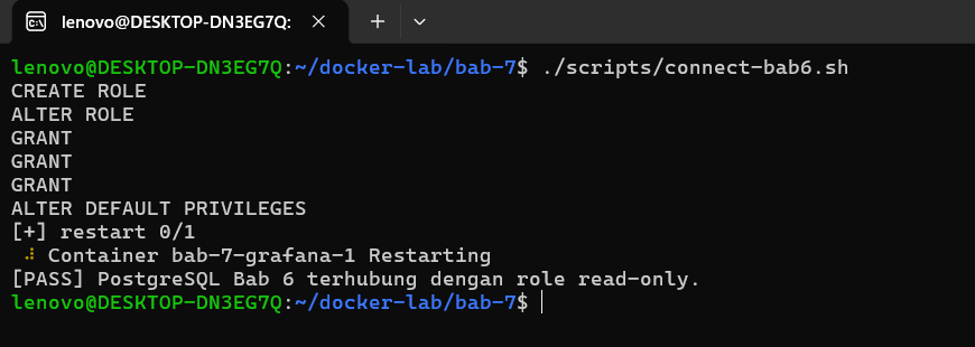 lenovo@DESKTOP-DN3EG7Q:
lenovo@DESKTOP-DN3EG7Q:~/docker-lab/bab-7$ ./scripts/connect-bab6.sh
CREATE ROLE
ALTER ROLE
GRANT
GRANT
GRANT
ALTER DEFAULT PRIVILEGES
[+] restart 0/1
⠼ Container bab-7-grafana-1 Restarting
[PASS] PostgreSQL Bab 6 terhubung dengan role read-only.
lenovo@DESKTOP-DN3EG7Q:~/docker-lab/bab-7$